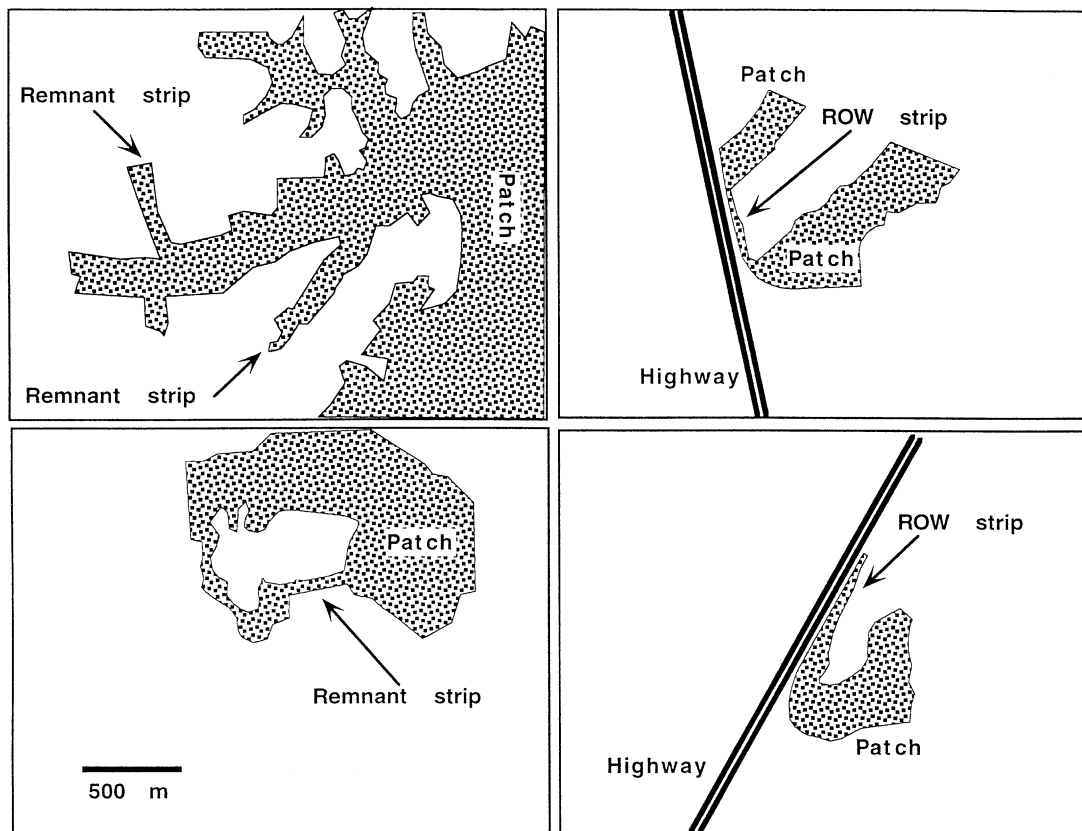 Remnant strip
Patch
Remnant strip
Patch
ROW strip
Patch
Highway
Patch
Remnant strip
500 m
ROW strip
Patch
Highway